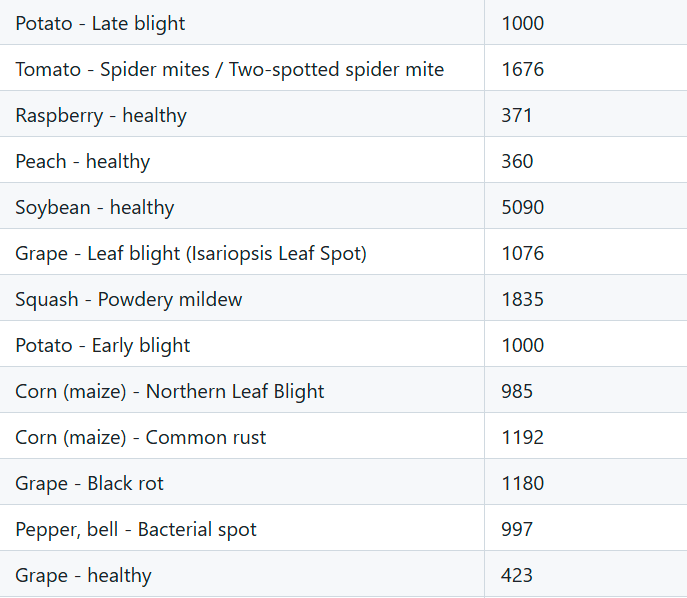 Potato - Late blight 1000
Tomato - Spider mites / Two-spotted spider mite 1676
Raspberry - healthy 371
Peach - healthy 360
Soybean - healthy 5090
Grape - Leaf blight (Isariopsis Leaf Spot) 1076
Squash - Powdery mildew 1835
Potato - Early blight 1000
Corn (maize) - Northern Leaf Blight 985
Corn (maize) - Common rust 1192
Grape - Black rot 1180
Pepper, bell - Bacterial spot 997
Grape - healthy 423